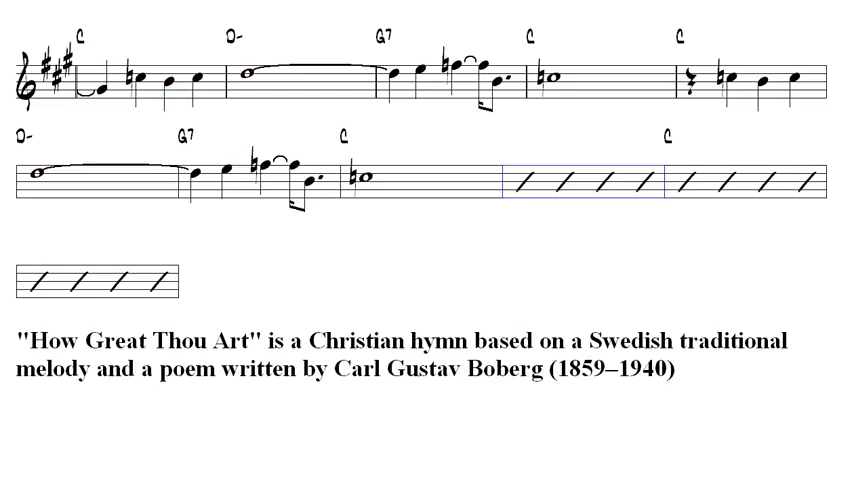 C D- G7 C C
D- G7 C C
"How Great Thou Art" is a Christian hymn based on a Swedish traditional
melody and a poem written by Carl Gustav Boberg (1859–1940)